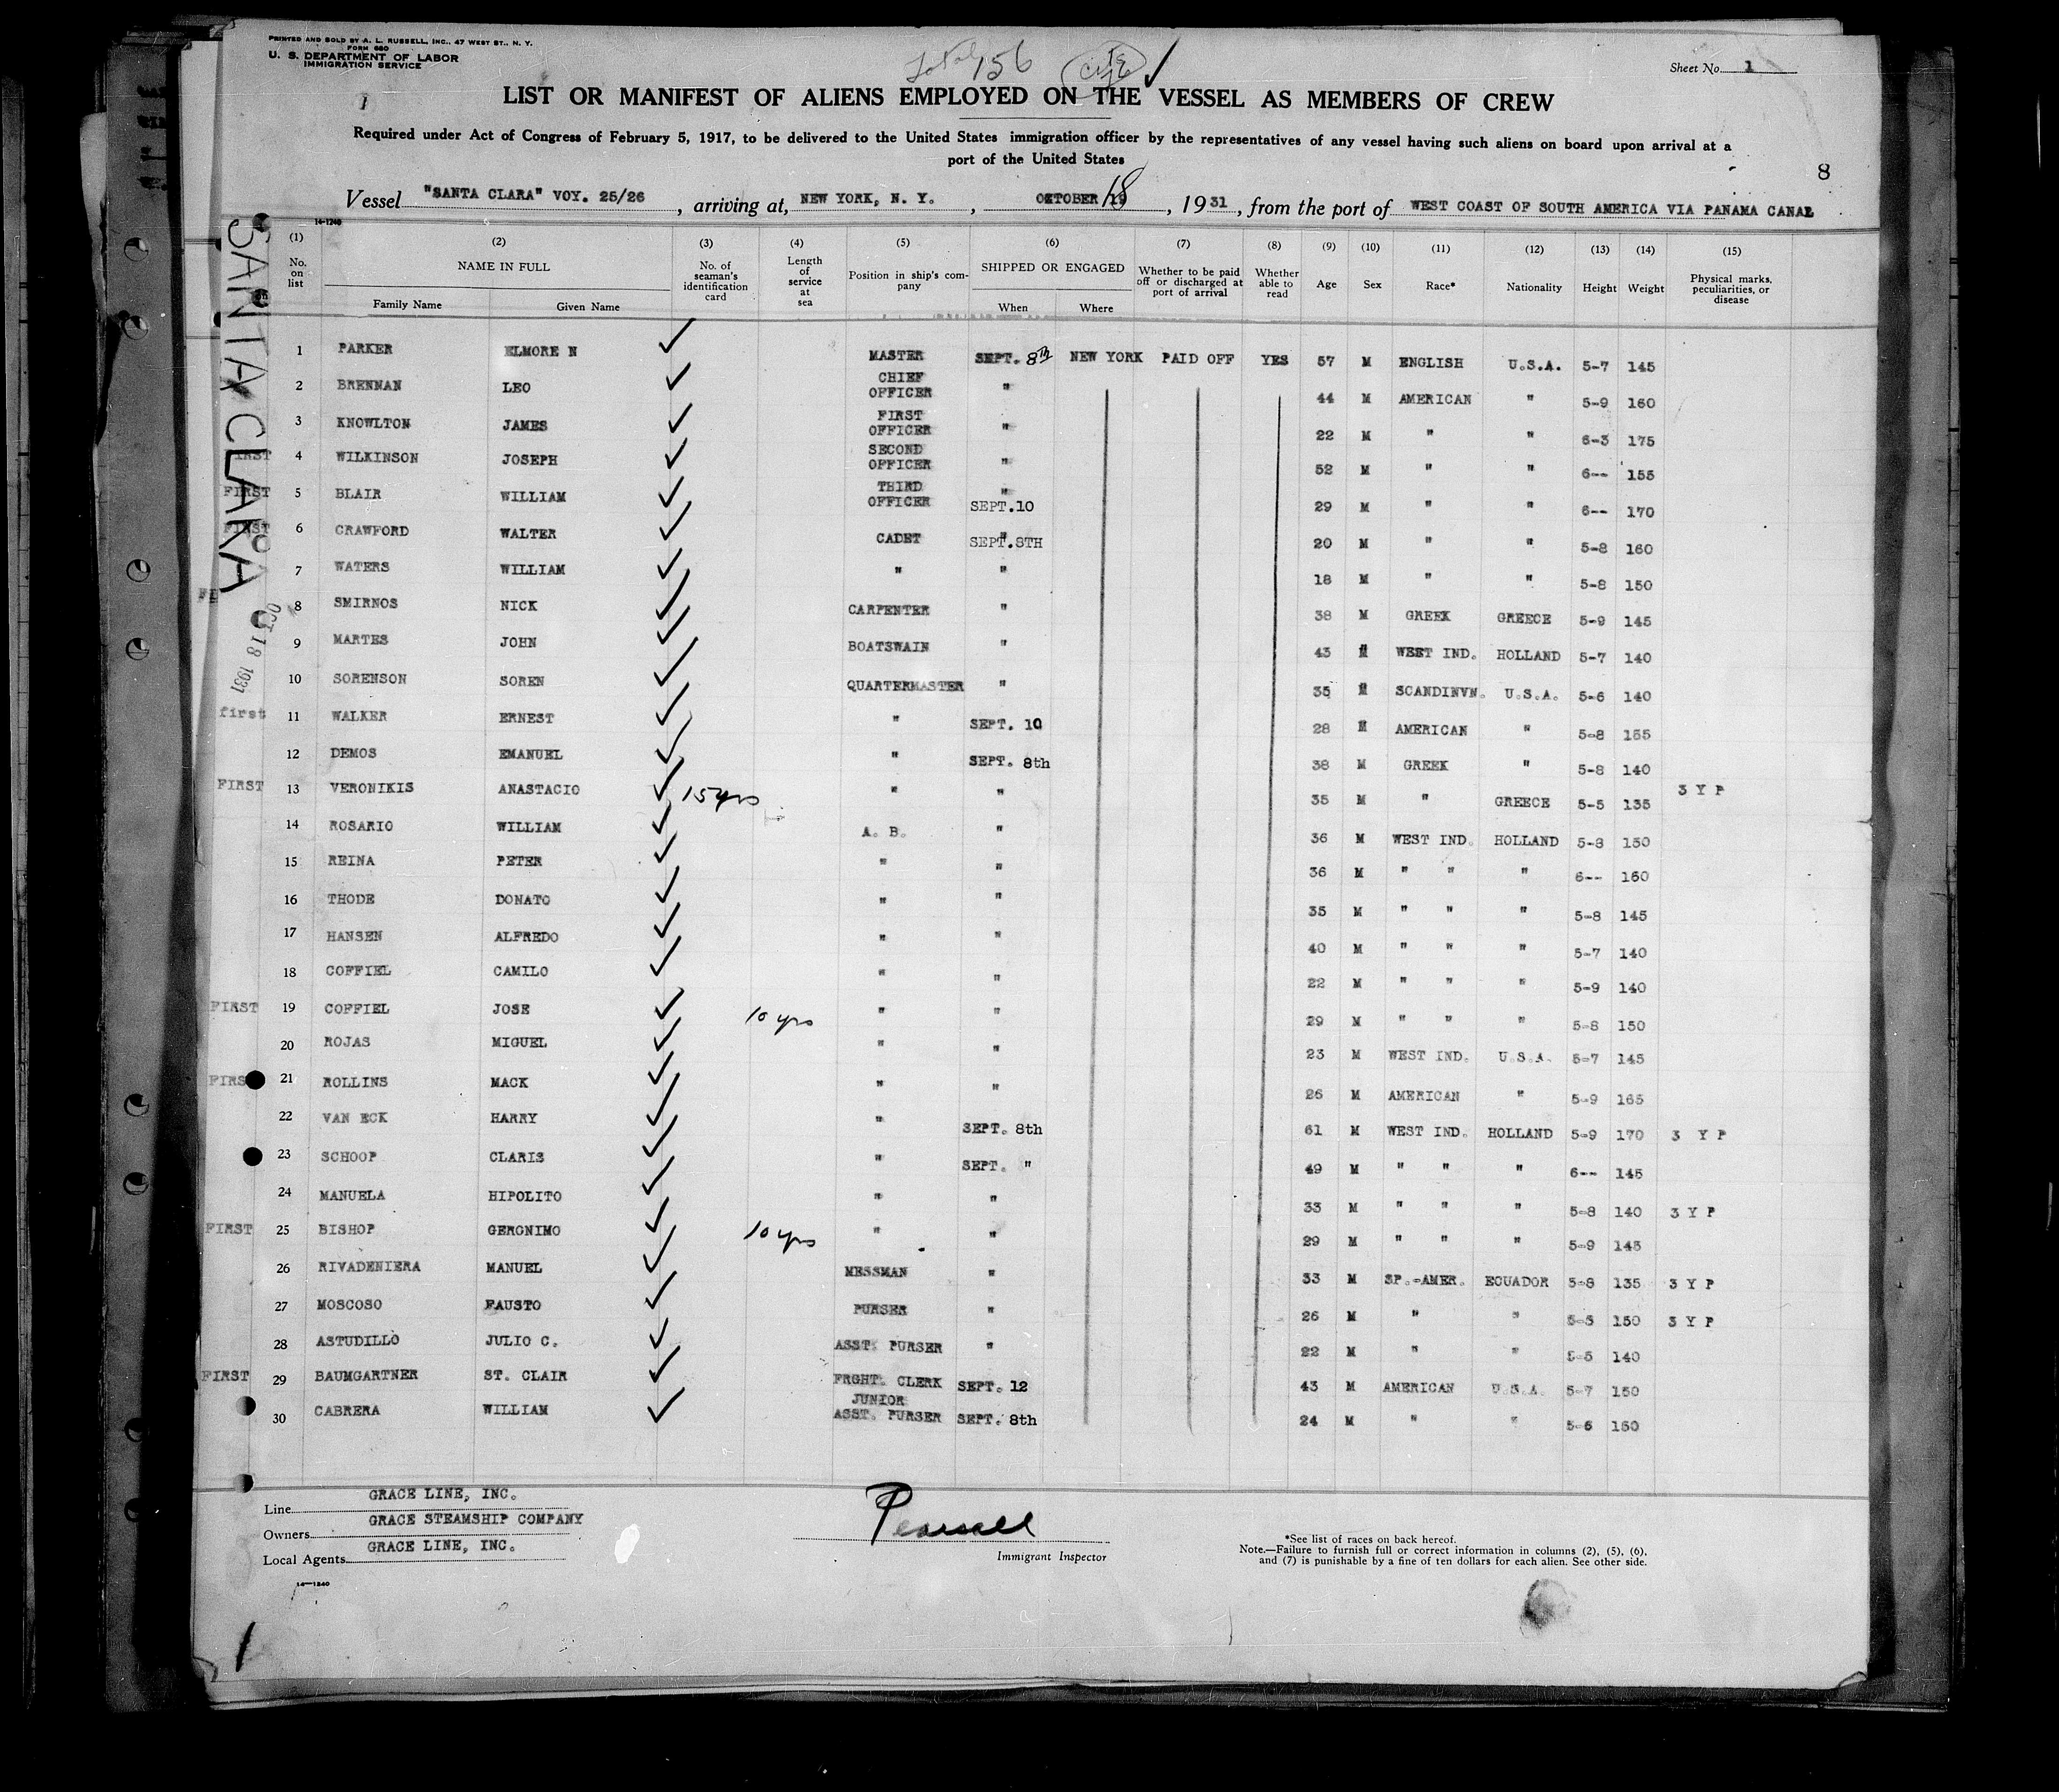 PRINTED AND SOLD BY A. L. RUSSELL, INC., 47 WEST ST., N. Y.
FORM 680
U. S. DEPARTMENT OF LABOR
IMMIGRATION SERVICE
Total 156
Sheet No. 1
LIST OR MANIFEST OF ALIENS EMPLOYED ON THE VESSEL AS MEMBERS OF CREW
Required under Act of Congress of February 5, 1917, to be delivered to the United States immigration officer by the representatives of any vessel having such aliens on board upon arrival at a
port of the United States
8
Vessel "SANTA CLARA" VOY. 25/26, arriving at, NEW YORK, N. Y., OCTOBER 18, 1931, from the port of WEST COAST OF SOUTH AMERICA VIA PANAMA CANAL
14-1240
SANTA CLARA
OCT 18 1931
(1) (2) (3) (4) (5) (6) (7) (8) (9) (10) (11) (12) (13) (14) (15)
No. on list NAME IN FULL Family Name Given Name No. of seaman's identification card Length of service at sea Position in ship's company SHIPPED OR ENGAGED When Where Whether to be paid off or discharged at port of arrival Whether able to read Age Sex Race* Nationality Height Weight Physical marks, peculiarities, or disease
1 PARKER ELMORE N MASTER SEPT. 8th NEW YORK PAID OFF YES 57 M ENGLISH U.S.A. 5-7 145
2 BRENNAN LEO CHIEF OFFICER " 44 M AMERICAN " 5-9 160
3 KNOWLTON JAMES FIRST OFFICER " 22 M " " 6-3 175
FIRST 4 WILKINSON JOSEPH SECOND OFFICER " 52 M " " 6-- 155
FIRST 5 BLAIR WILLIAM THIRD OFFICER " SEPT.10 29 M " " 6-- 170
FIRST 6 CRAWFORD WALTER CADET SEPT.8TH 20 M " " 5-8 160
7 WATERS WILLIAM " " 18 M " " 5-8 150
8 SMIRNOS NICK CARPENTER " 38 M GREEK GREECE 5-9 145
9 MARTES JOHN BOATSWAIN " 43 M WEST IND. HOLLAND 5-7 140
10 SORENSON SOREN QUARTERMASTER " 35 M SCANDINVN. U.S.A. 5-6 140
first 11 WALKER ERNEST " SEPT. 10 28 M AMERICAN " 5-8 155
12 DEMOS EMANUEL " SEPT. 8th 38 M GREEK " 5-8 140
FIRST 13 VERONIKIS ANASTACIO 15 yrs " " 35 M " GREECE 5-5 135 3 Y P
14 ROSARIO WILLIAM A. B. " 36 M WEST IND. HOLLAND 5-8 150
15 REINA PETER " " 36 M " " " 6-- 160
16 THODE DONATO " " 35 M " " " 5-8 145
17 HANSEN ALFREDO " " 40 M " " " 5-7 140
18 COFFIEL CAMILO " " 22 M " " " 5-9 140
FIRST 19 COFFIEL JOSE 10 yrs " " 29 M " " " 5-8 150
20 ROJAS MIGUEL " " 23 M WEST IND. U.S.A. 5-7 145
FIRST 21 ROLLINS MACK " " 26 M AMERICAN " 5-9 165
22 VAN ECK HARRY " SEPT. 8th 61 M WEST IND. HOLLAND 5-9 170 3 Y P
23 SCHOOP CLARIS " SEPT. " 49 M " " " 6-- 145
24 MANUELA HIPOLITO " " 33 M " " " 5-8 140 3 Y P
FIRST 25 BISHOP GERONIMO 10 yrs " " 29 M " " " 5-9 145
26 RIVADENIERA MANUEL MESSMAN " 33 M SP.-AMER. ECUADOR 5-8 135 3 Y P
27 MOSCOSO FAUSTO PURSER " 26 M " " 5-5 150 3 Y P
28 ASTUDILLO JULIO C. ASST. PURSER " 22 M " " 5-5 140
FIRST 29 BAUMGARTNER ST. CLAIR FRGHT. CLERK SEPT. 12 43 M AMERICAN U.S.A. 5-7 150
30 CABRERA WILLIAM JUNIOR ASST. PURSER SEPT. 8th 24 M " " 5-6 150
Line GRACE LINE, INC.
Owners GRACE STEAMSHIP COMPANY
Local Agents GRACE LINE, INC.
14-1240
Pearsall
Immigrant Inspector
*See list of races on back hereof.
Note.—Failure to furnish full or correct information in columns (2), (5), (6),
and (7) is punishable by a fine of ten dollars for each alien. See other side.